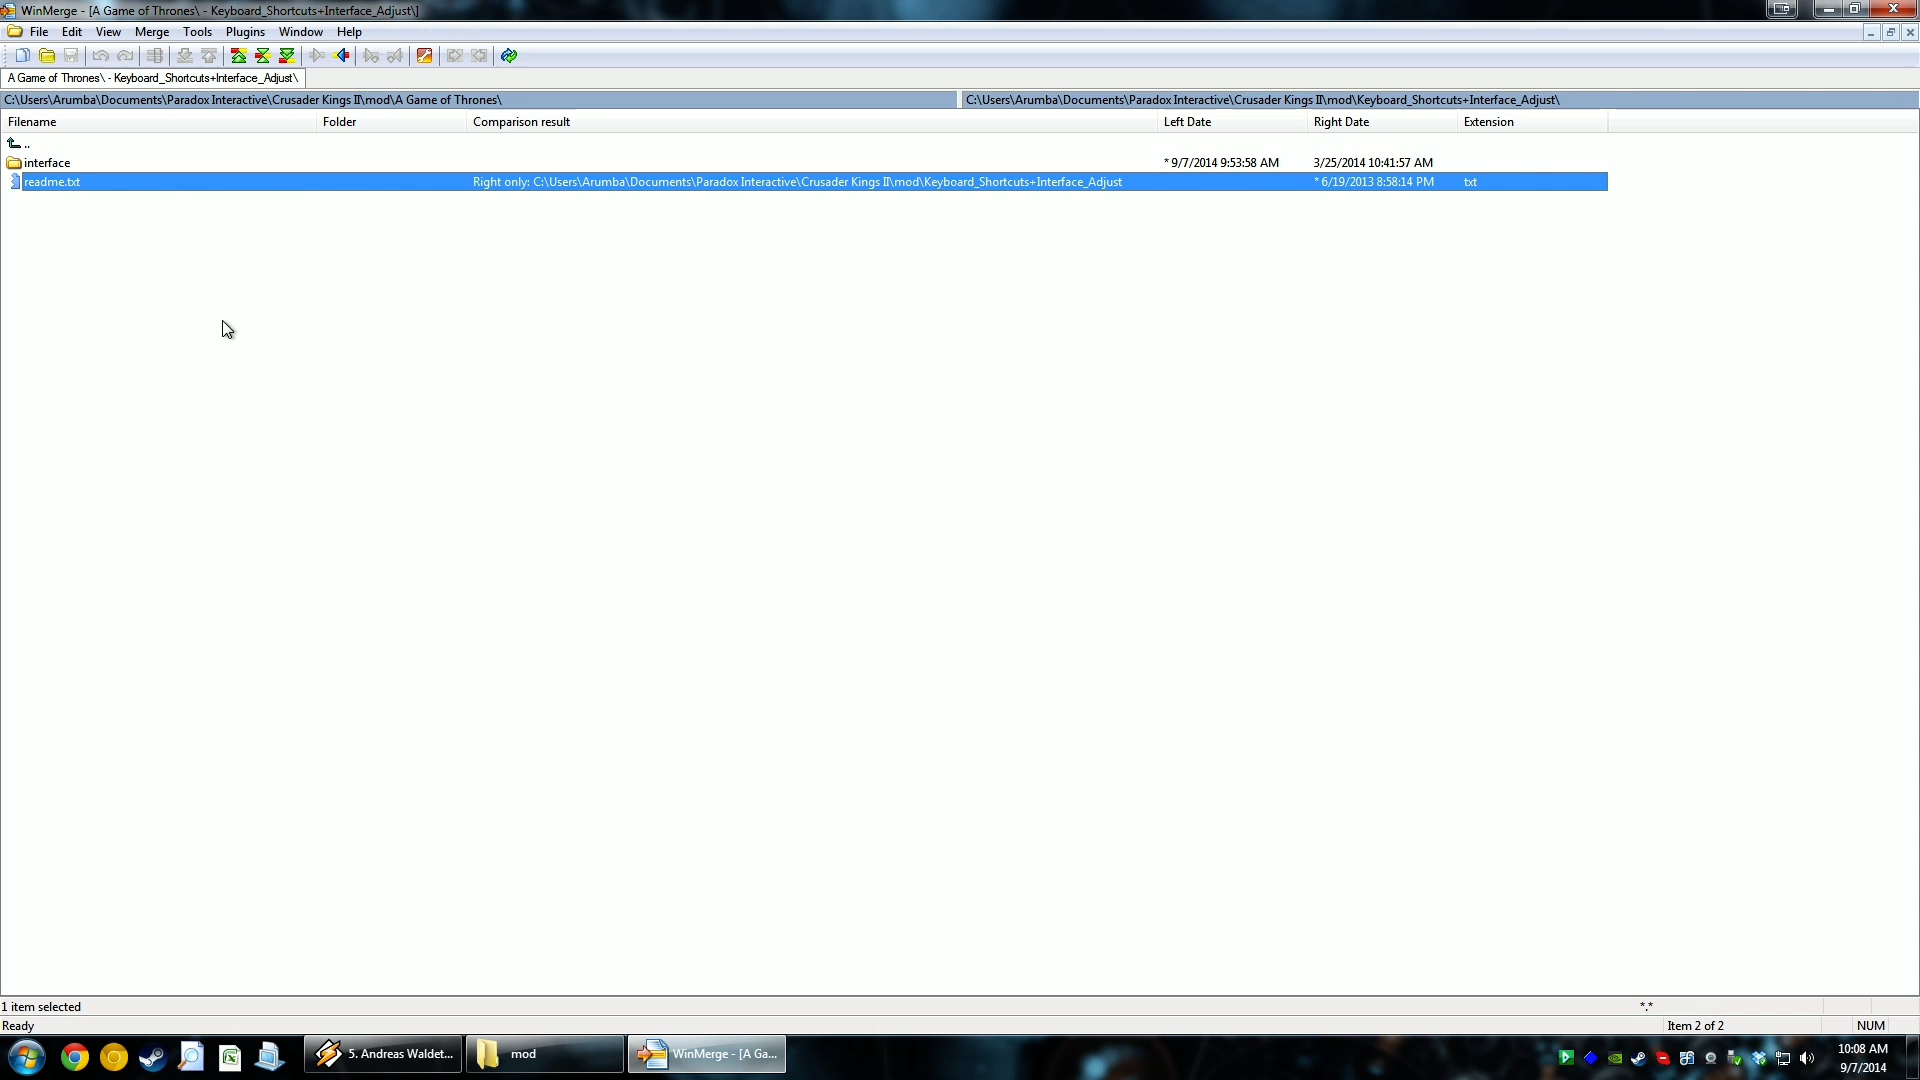 WinMerge - [A Game of Thrones\ - Keyboard_Shortcuts+Interface_Adjust\]
File Edit View Merge Tools Plugins Window Help
A Game of Thrones\ - Keyboard_Shortcuts+Interface_Adjust\
C:\Users\Arumba\Documents\Paradox Interactive\Crusader Kings II\mod\A Game of Thrones\ C:\Users\Arumba\Documents\Paradox Interactive\Crusader Kings II\mod\Keyboard_Shortcuts+Interface_Adjust\
Filename Folder Comparison result Left Date Right Date Extension
..
interface * 9/7/2014 9:53:58 AM 3/25/2014 10:41:57 AM
readme.txt Right only: C:\Users\Arumba\Documents\Paradox Interactive\Crusader Kings II\mod\Keyboard_Shortcuts+Interface_Adjust * 6/19/2013 8:58:14 PM txt
1 item selected *.*
Ready Item 2 of 2 NUM
5. Andreas Waldet... mod WinMerge - [A Ga... 10:08 AM
9/7/2014